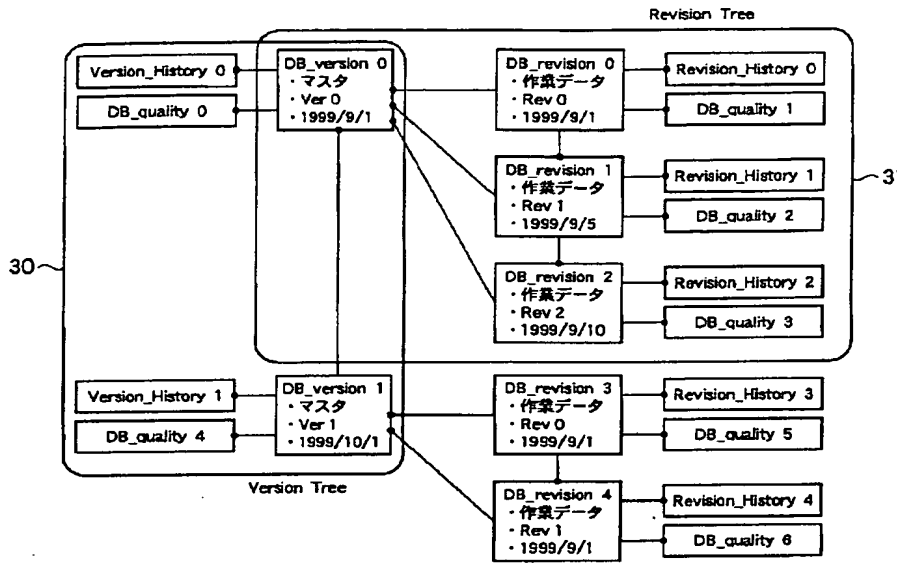 Revision Tree
Version_History 0
DB_quality 0
DB_version 0
・マスタ
・Ver 0
・1999/9/1
DB_revision 0
・作業データ
・Rev 0
・1999/9/1
Revision_History 0
DB_quality 1
DB_revision 1
・作業データ
・Rev 1
・1999/9/5
Revision_History 1
DB_quality 2
30
DB_revision 2
・作業データ
・Rev 2
・1999/9/10
Revision_History 2
DB_quality 3
Version_History 1
DB_quality 4
DB_version 1
・マスタ
・Ver 1
・1999/10/1
DB_revision 3
・作業データ
・Rev 0
・1999/9/1
Revision_History 3
DB_quality 5
Version Tree
DB_revision 4
・作業データ
・Rev 1
・1999/9/1
Revision_History 4
DB_quality 6